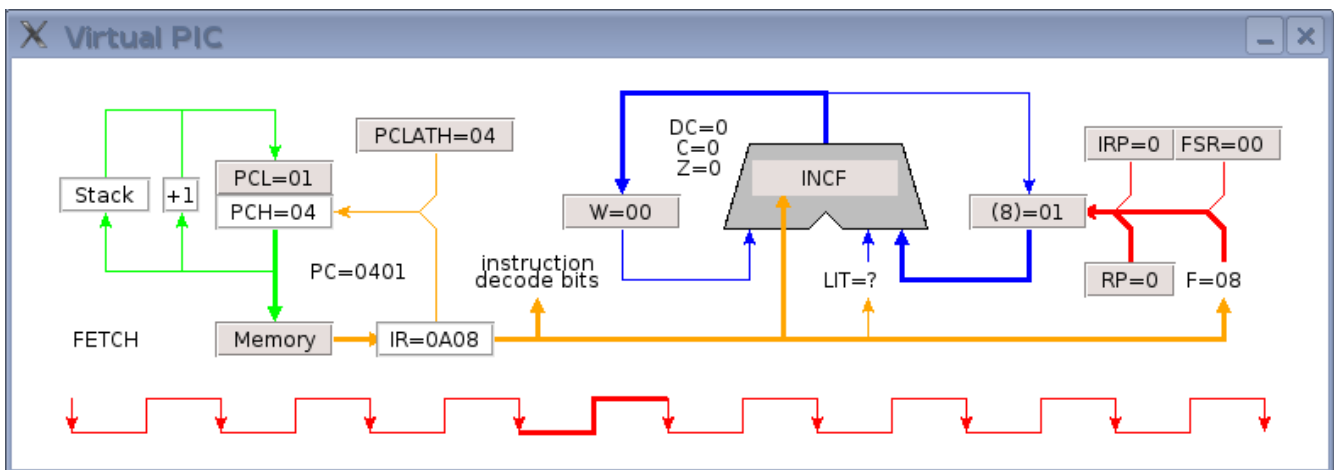 Virtual PIC
PCLATH=04
DC=0
C=0
Z=0
IRP=0 FSR=00
PCL=01
INCF
Stack +1
PCH=04
W=00
(8)=01
PC=0401
instruction
decode bits
LIT=?
RP=0 F=08
FETCH
Memory
IR=0A08